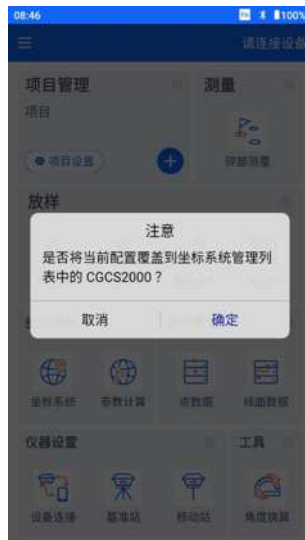 08:46
100%
请连接设备
项目管理
测量
项目
项目设置
碎部测量
放样
注意
是否将当前配置覆盖到坐标系统管理列
表中的 CGCS2000？
取消
确定
坐标系统
参数计算
点数据
线面数据
仪器设置
工具
设备连接
基准站
移动站
角度换算